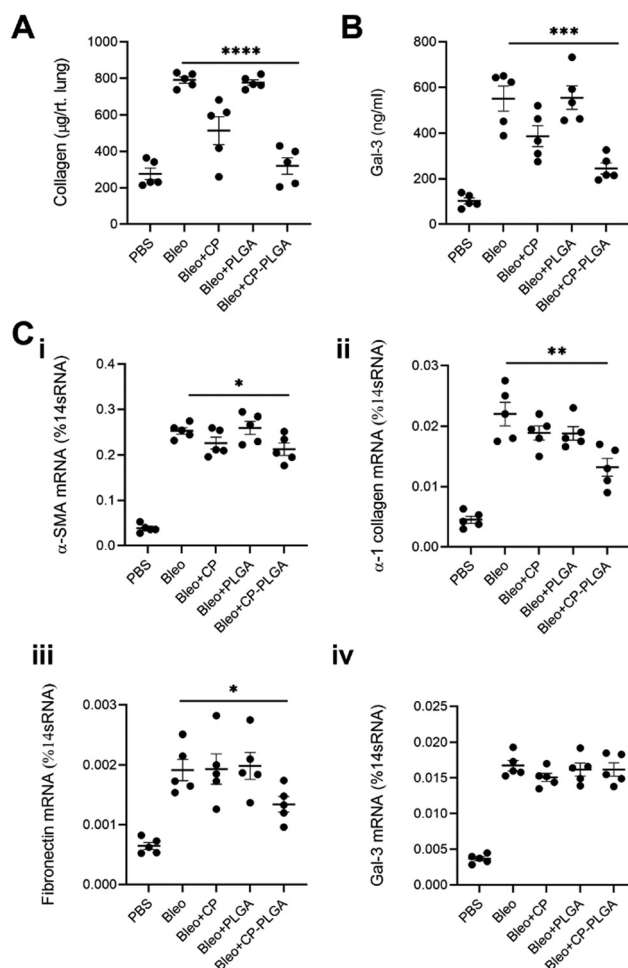 A
Collagen (µg/rt. lung)
1000
800
600
400
200
0
****
PBS
Bleo
Bleo+CP
Bleo+PLGA
Bleo+CP-PLGA
B
Gal-3 (ng/ml)
800
600
400
200
0
***
PBS
Bleo
Bleo+CP
Bleo+PLGA
Bleo+CP-PLGA
C
i
α-SMA mRNA (%14sRNA)
0.4
0.3
0.2
0.1
0.0
*
PBS
Bleo
Bleo+CP
Bleo+PLGA
Bleo+CP-PLGA
ii
α-1 collagen mRNA (%14sRNA)
0.03
0.02
0.01
0.00
**
PBS
Bleo
Bleo+CP
Bleo+PLGA
Bleo+CP-PLGA
iii
Fibronectin mRNA (%14sRNA)
0.003
0.002
0.001
0.000
*
PBS
Bleo
Bleo+CP
Bleo+PLGA
Bleo+CP-PLGA
iv
Gal-3 mRNA (%14sRNA)
0.025
0.020
0.015
0.010
0.005
0.000
PBS
Bleo
Bleo+CP
Bleo+PLGA
Bleo+CP-PLGA